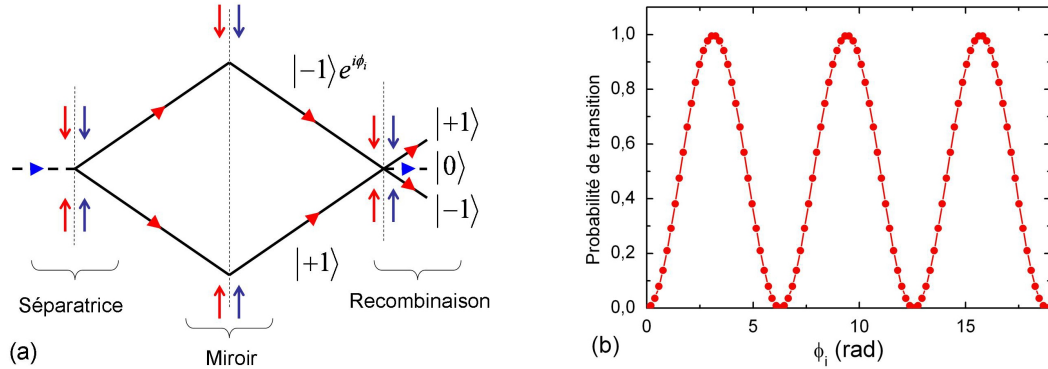 |−1⟩e^{iϕ_i}
|+1⟩
|0⟩
|−1⟩
|+1⟩
Séparatrice
Recombinaison
Miroir
(a)
Probabilité de transition
1,0
0,8
0,6
0,4
0,2
0,0
0 5 10 15
ϕ_i (rad)
(b)